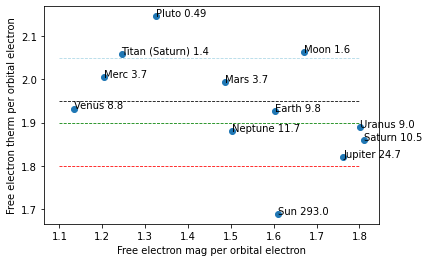 Pluto 0.49
2.1
Titan (Saturn) 1.4
Moon 1.6
Merc 3.7
Mars 3.7
2.0
Venus 8.8
Earth 9.8
1.9
Neptune 11.7
Uranus 9.0
Saturn 10.5
Jupiter 24.7
1.8
1.7
Sun 293.0
1.1 1.2 1.3 1.4 1.5 1.6 1.7 1.8
Free electron mag per orbital electron
Free electron therm per orbital electron